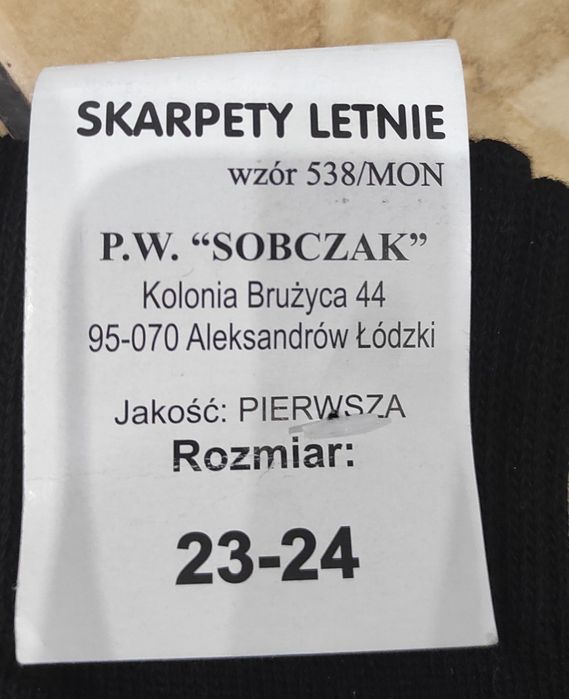 SKARPETY LETNIE
wzór 538/MON
P.W. “SOBCZAK”
Kolonia Brużyca 44
95-070 Aleksandrów Łódzki
Jakość: PIERWSZA
Rozmiar:
23-24